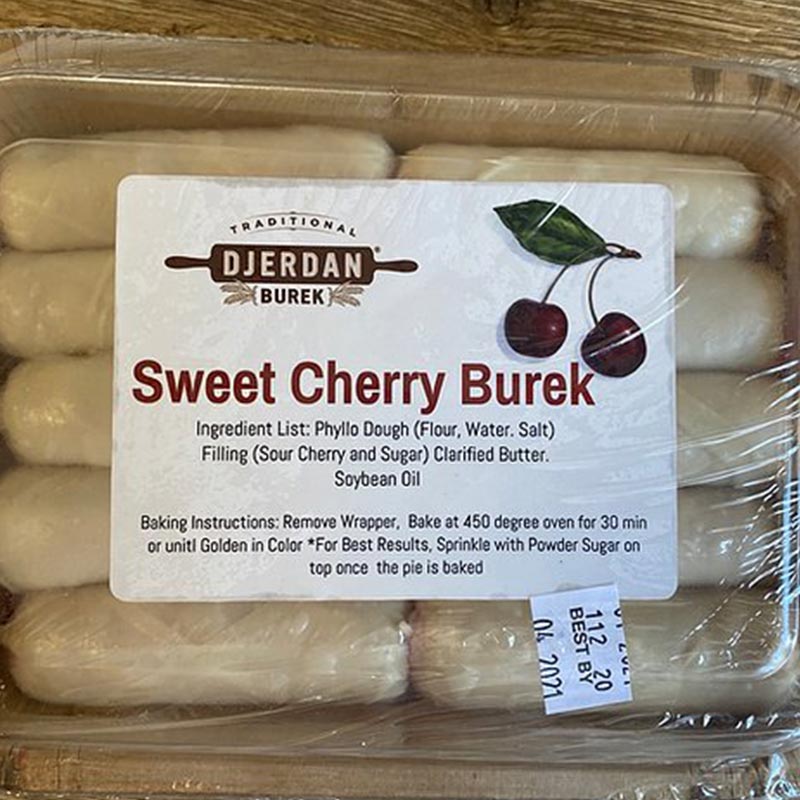 TRADITIONAL
DJERDAN®
BUREK
Sweet Cherry Burek
Ingredient List: Phyllo Dough (Flour, Water. Salt)
Filling (Sour Cherry and Sugar) Clarified Butter.
Soybean Oil
Baking Instructions: Remove Wrapper, Bake at 450 degree oven for 30 min
or unitl Golden in Color *For Best Results, Sprinkle with Powder Sugar on
top once the pie is baked
112 20
BEST BY
04 2021